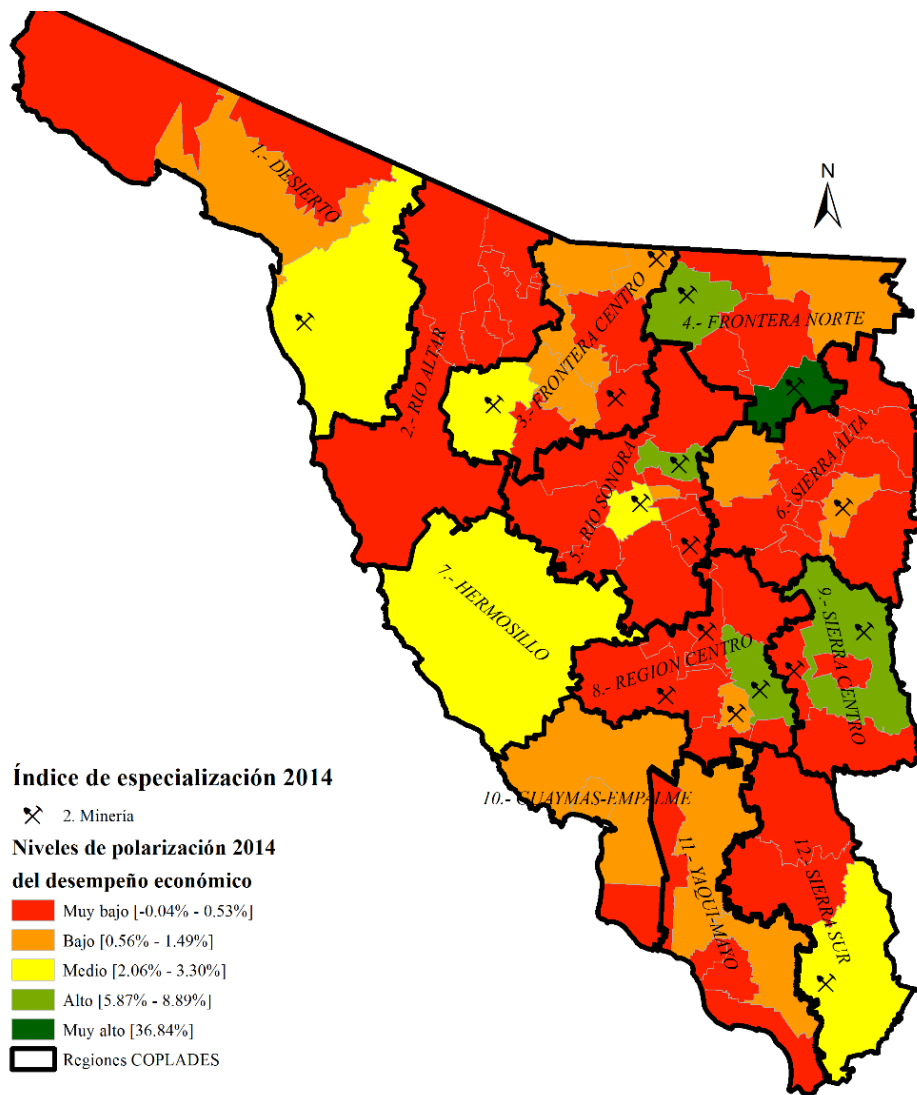 N
1.- DESIERTO
2.- RIO ALTAR
3.- FRONTERA CENTRO
4.- FRONTERA NORTE
5.- RIO SONORA
6.- SIERRA ALTA
7.- HERMOSILLO
8.- REGION CENTRO
9.- SIERRA CENTRO
10.- GUAYMAS-EMPALME
11.- YAQUI-MAYO
12.- SIERRA SUR
Índice de especialización 2014
2. Minería
Niveles de polarización 2014
del desempeño económico
Muy bajo [-0.04% - 0.53%]
Bajo [0.56% - 1.49%]
Medio [2.06% - 3.30%]
Alto [5.87% - 8.89%]
Muy alto [36.84%]
Regiones COPLADES